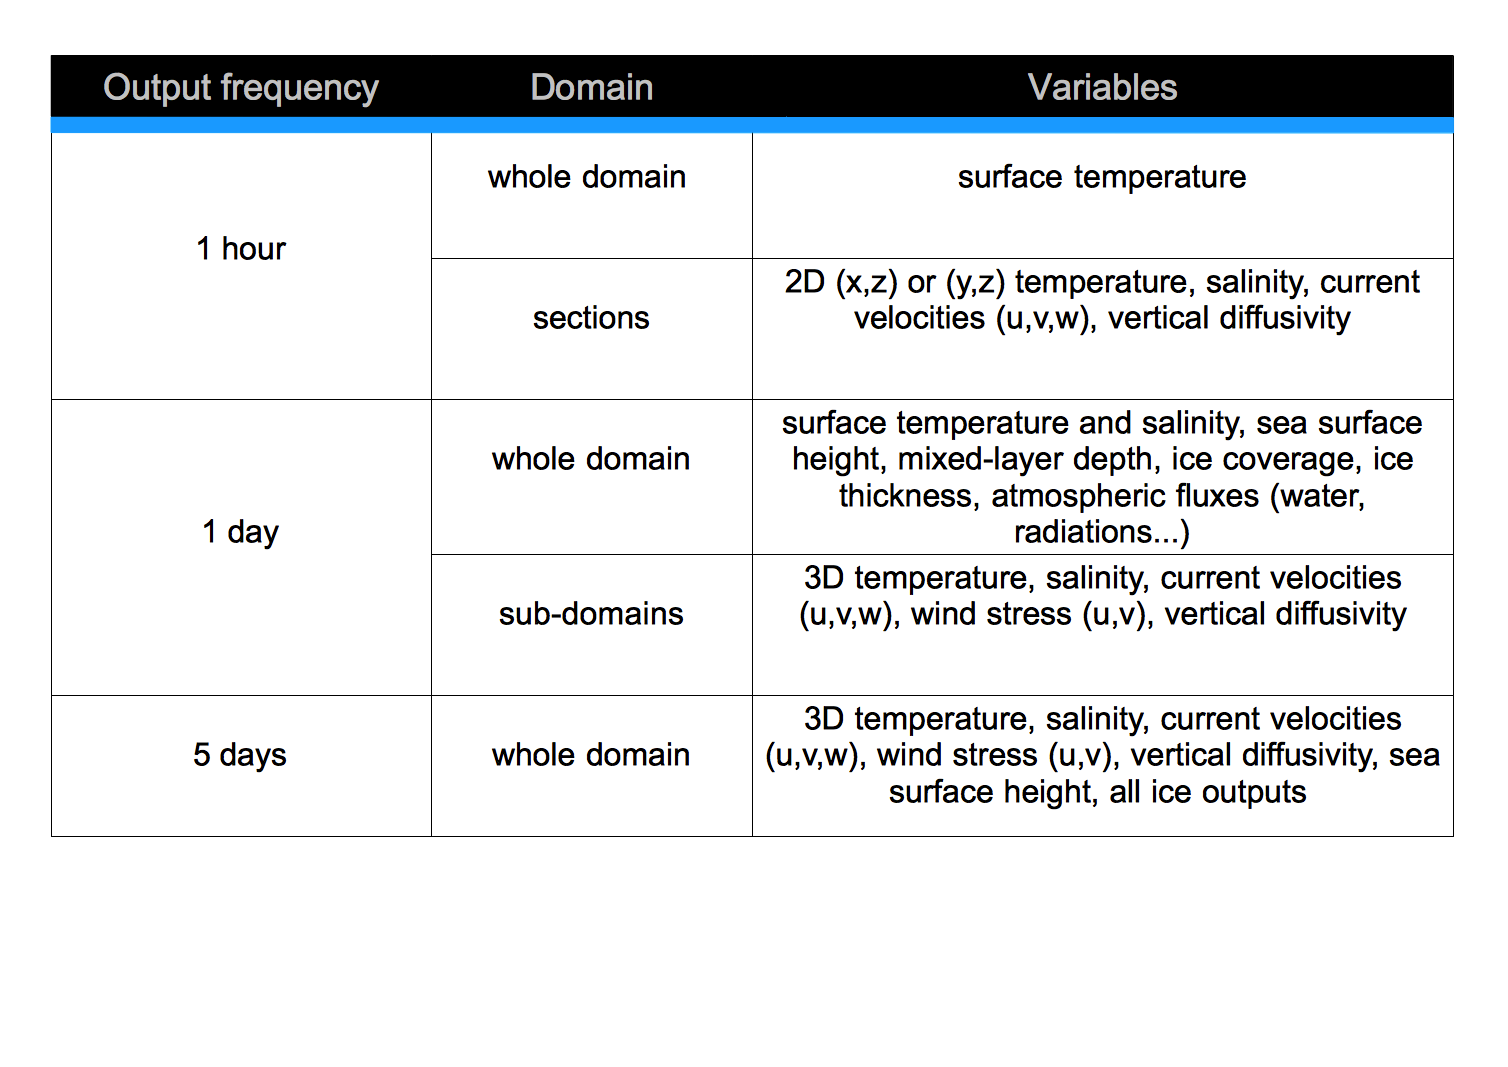 Output frequency Domain Variables
1 hour
whole domain
surface temperature
sections
2D (x,z) or (y,z) temperature, salinity, current
velocities (u,v,w), vertical diffusivity
1 day
whole domain
surface temperature and salinity, sea surface
height, mixed-layer depth, ice coverage, ice
thickness, atmospheric fluxes (water,
radiations...)
sub-domains
3D temperature, salinity, current velocities
(u,v,w), wind stress (u,v), vertical diffusivity
5 days
whole domain
3D temperature, salinity, current velocities
(u,v,w), wind stress (u,v), vertical diffusivity, sea
surface height, all ice outputs